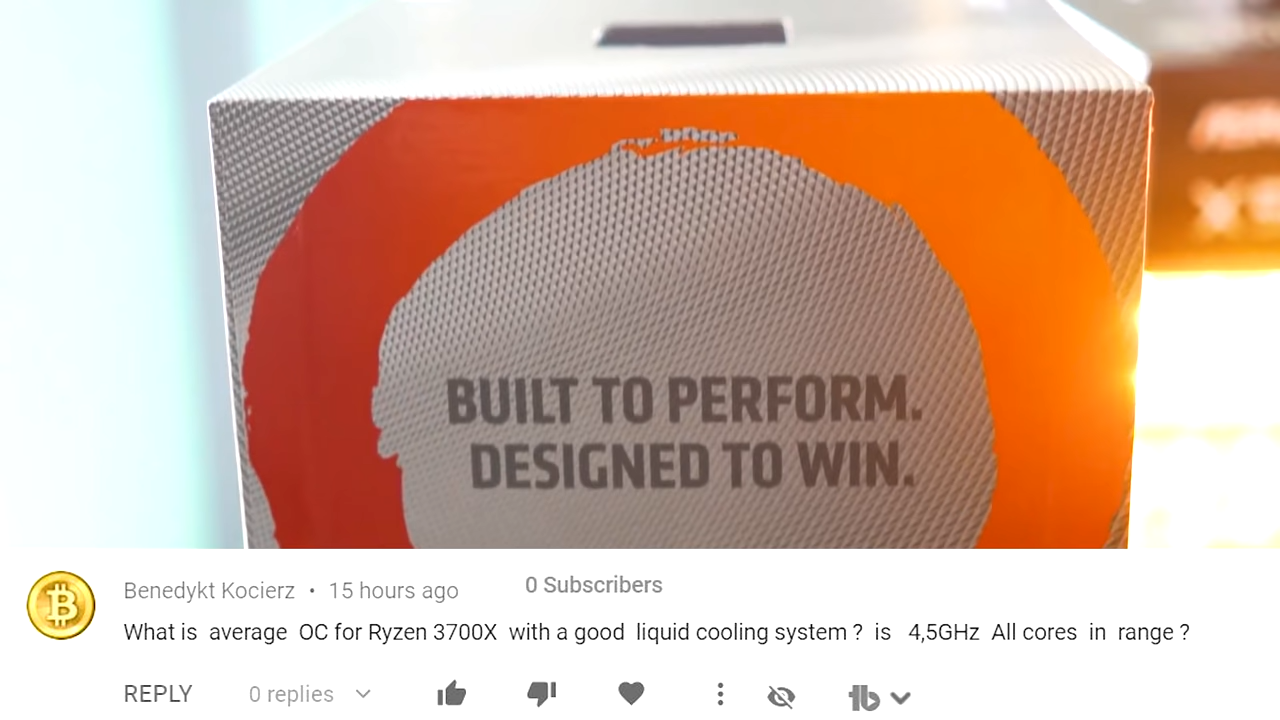 BUILT TO PERFORM.
DESIGNED TO WIN.
Benedykt Kocierz • 15 hours ago
0 Subscribers
What is average OC for Ryzen 3700X with a good liquid cooling system ? is 4,5GHz All cores in range ?
REPLY 0 replies